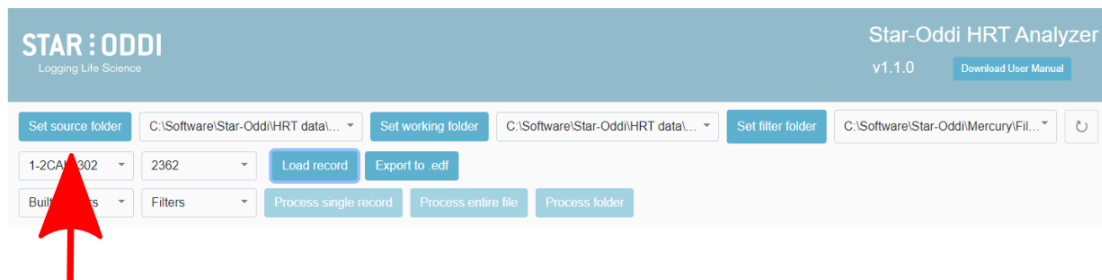 STAR:ODDI
Logging Life Science
Star-Oddi HRT Analyzer
v1.1.0 Download User Manual
Set source folder C:\Software\Star-Oddi\HRT data\... Set working folder C:\Software\Star-Oddi\HRT data\... Set filter folder C:\Software\Star-Oddi\Mercury\Fil...
302 2362 Load record Export to .edf
Filters Process single record Process entire file Process folder